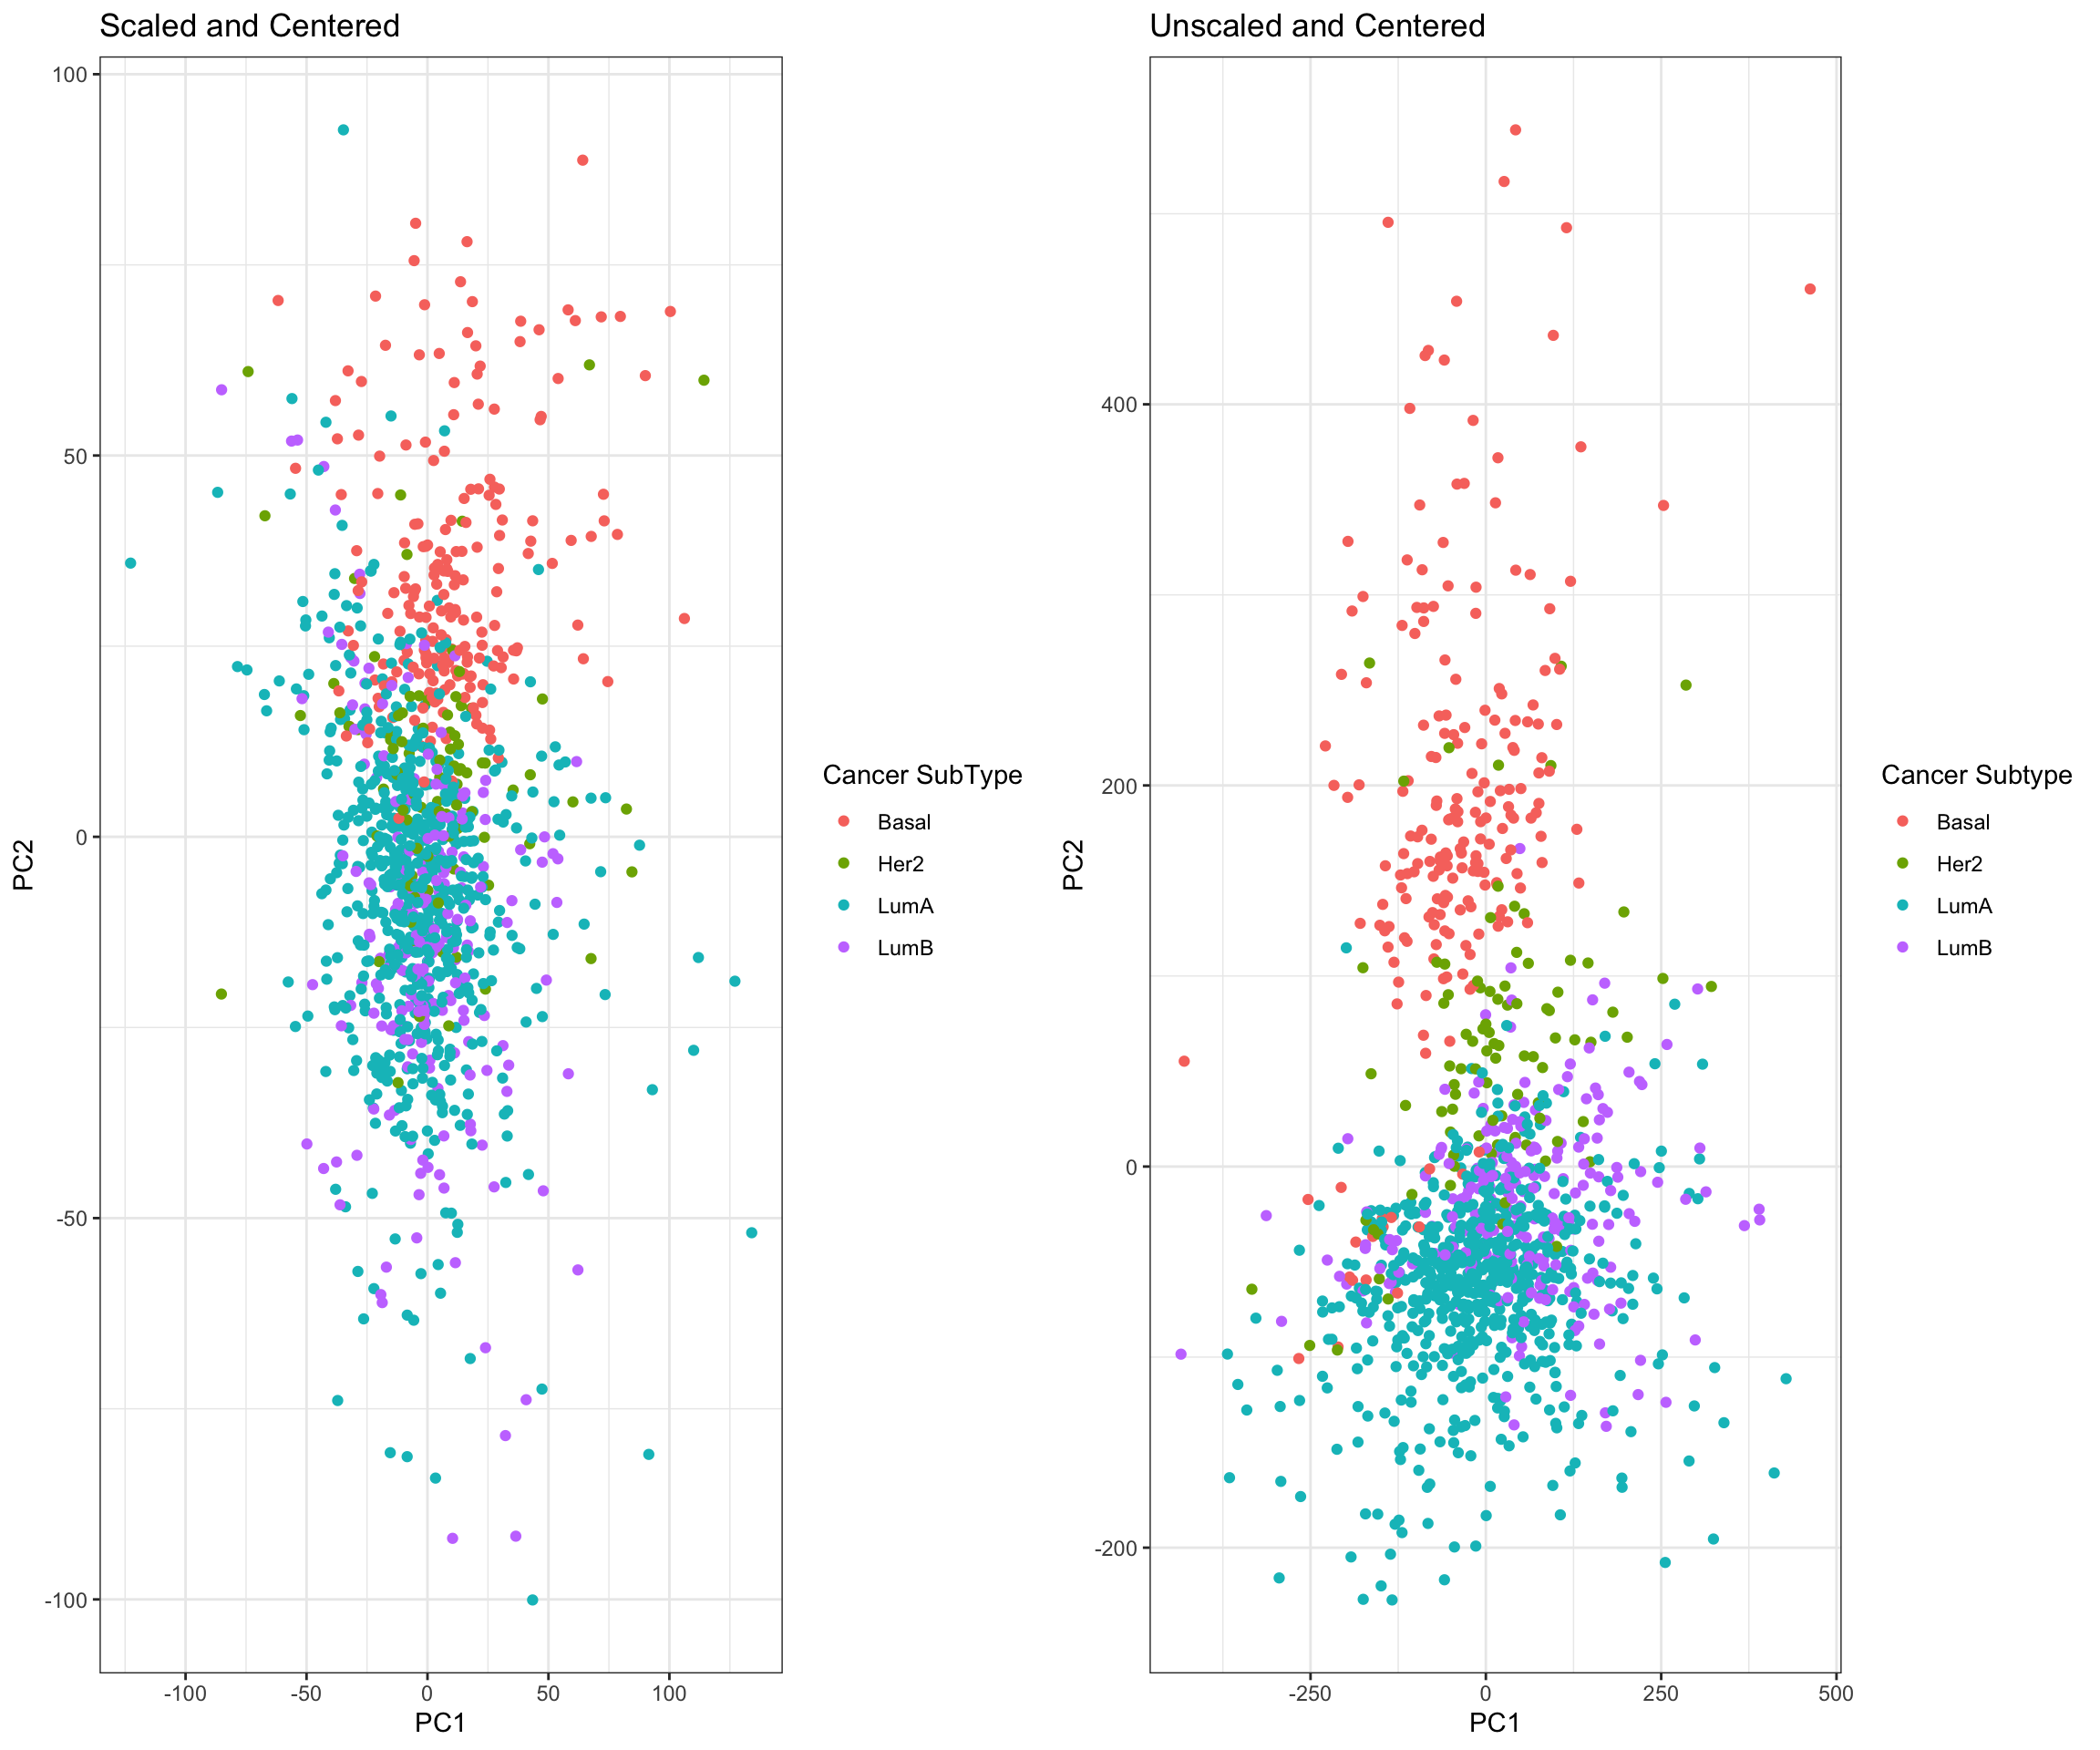 Scaled and Centered
100
50
0
-50
-100
PC2
-100
-50
0
50
100
PC1
Cancer SubType
Basal
Her2
LumA
LumB
Unscaled and Centered
400
200
0
-200
PC2
-250
0
250
500
PC1
Cancer Subtype
Basal
Her2
LumA
LumB